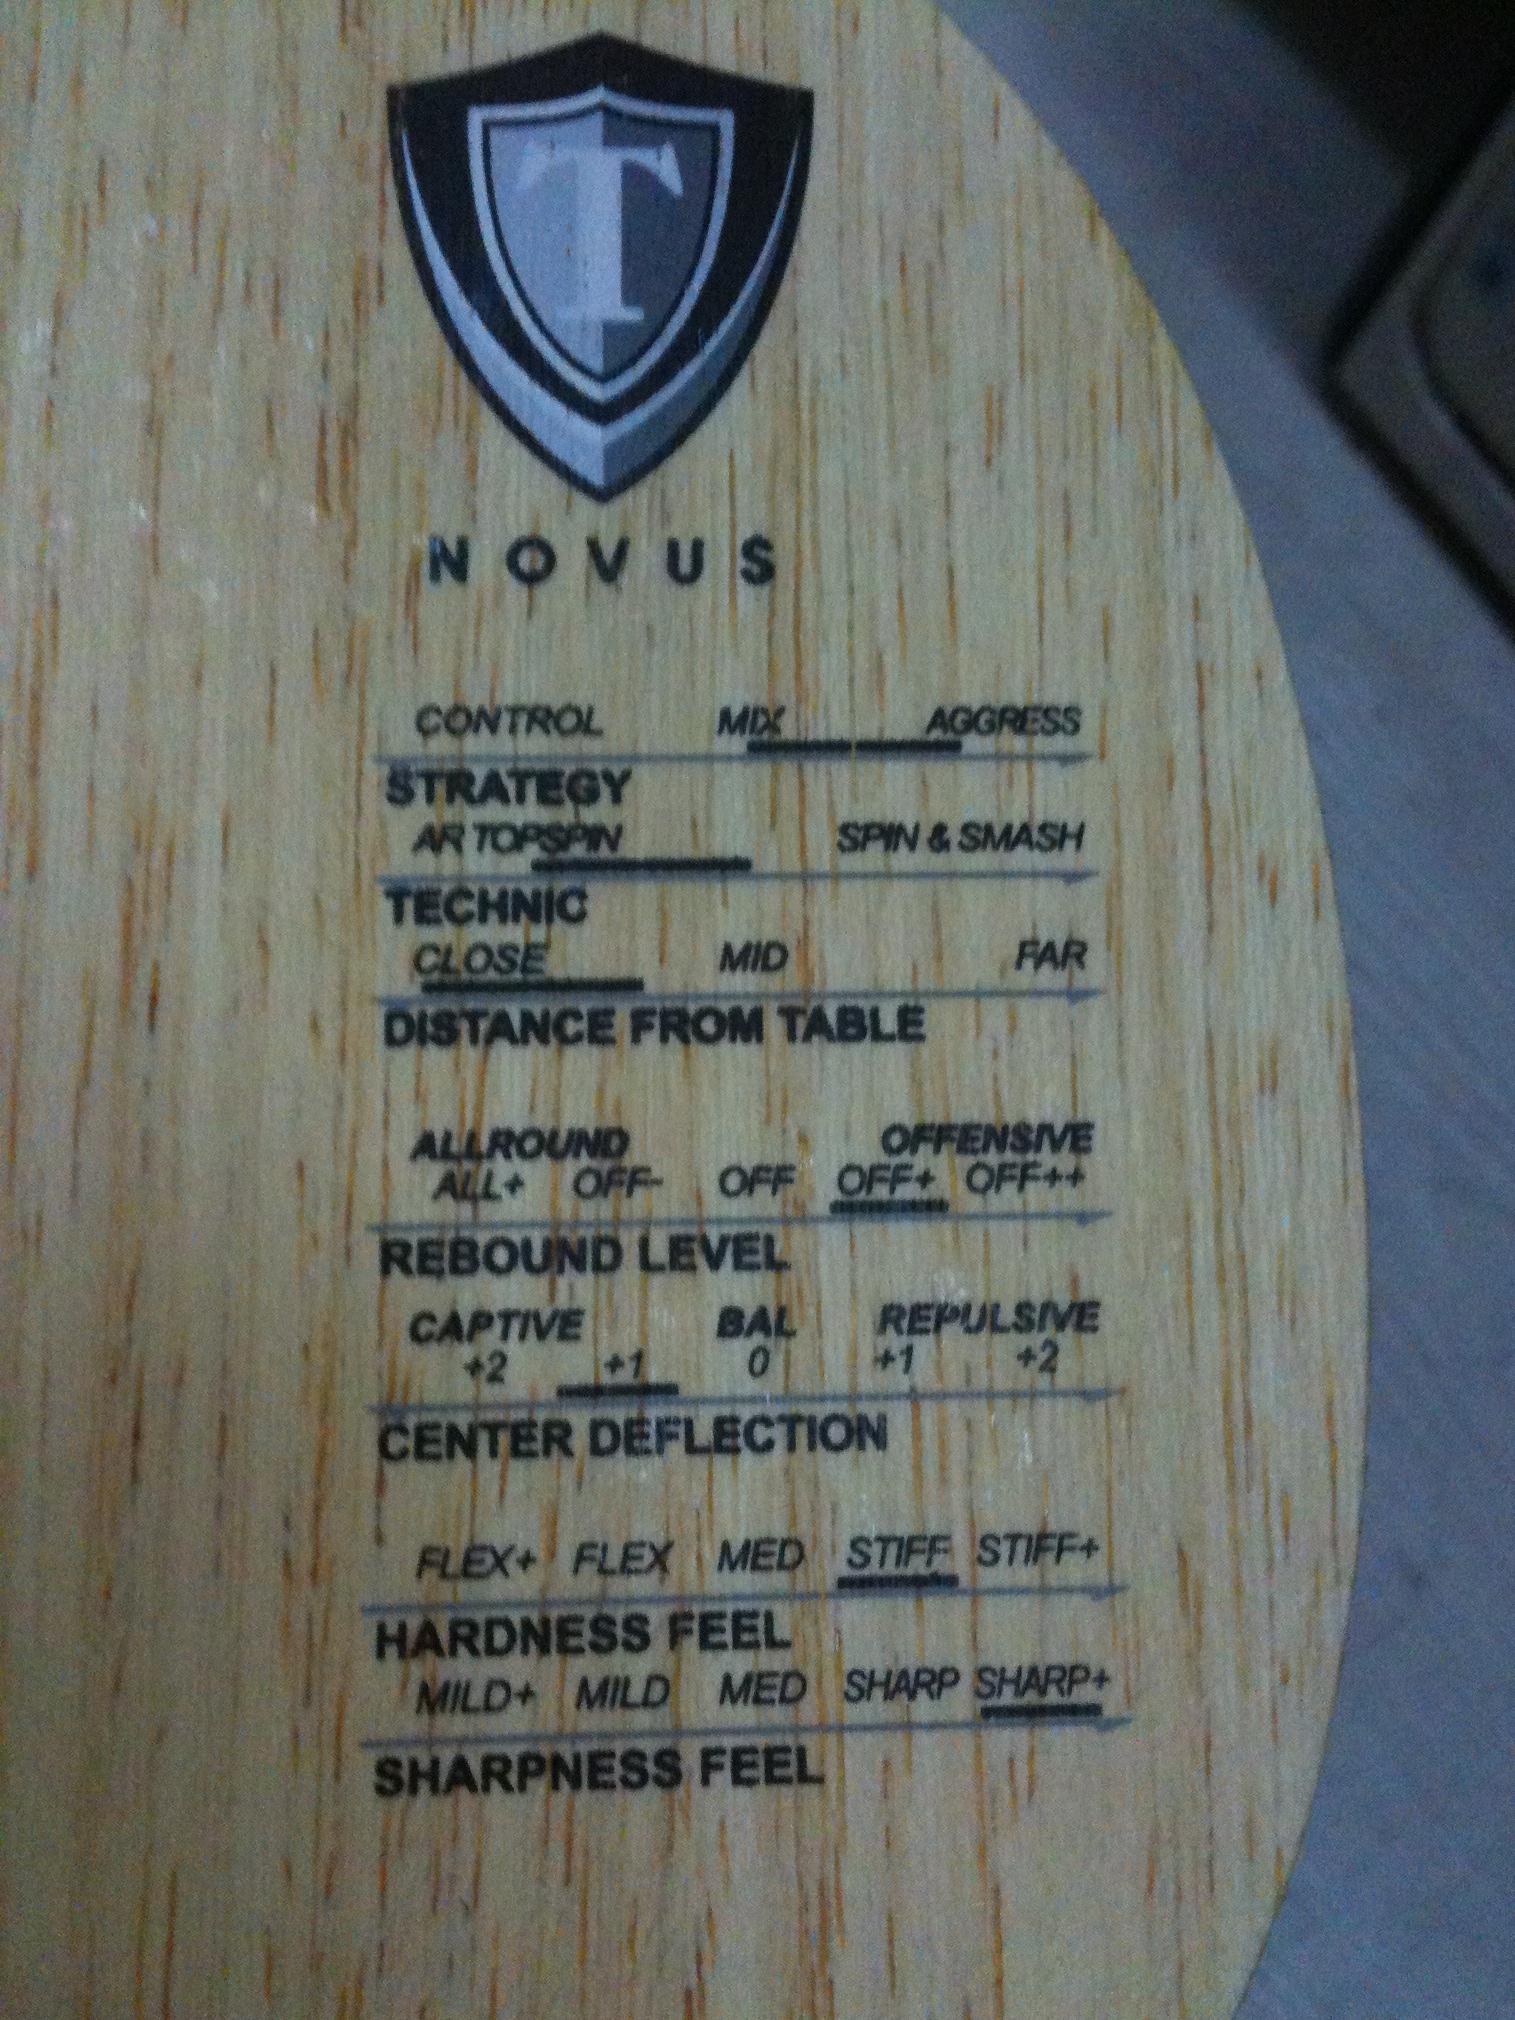 T
NOVUS
CONTROL MIX AGGRESS
STRATEGY
AR TOPSPIN SPIN & SMASH
TECHNIC
CLOSE MID FAR
DISTANCE FROM TABLE
ALLROUND OFFENSIVE
ALL+ OFF- OFF OFF+ OFF++
REBOUND LEVEL
CAPTIVE BAL REPULSIVE
+2 +1 0 +1 +2
CENTER DEFLECTION
FLEX+ FLEX MED STIFF STIFF+
HARDNESS FEEL
MILD+ MILD MED SHARP SHARP+
SHARPNESS FEEL